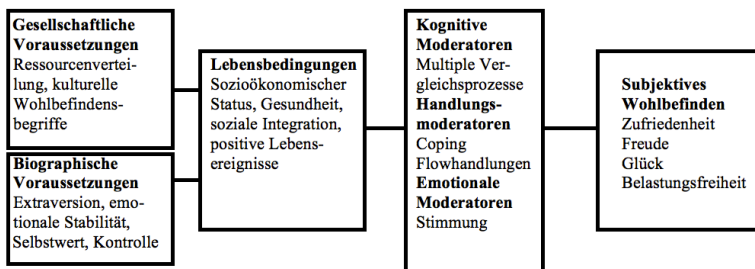 Gesellschaftliche
Voraussetzungen
Ressourcenvertei-
lung, kulturelle
Wohlbefindens-
begriffe
Biographische
Voraussetzungen
Extraversion, emo-
tionale Stabilität,
Selbstwert, Kontrolle
Lebensbedingungen
Sozioökonomischer
Status, Gesundheit,
soziale Integration,
positive Lebens-
ereignisse
Kognitive
Moderatoren
Multiple Ver-
gleichsprozesse
Handlungs-
moderatoren
Coping
Flowhandlungen
Emotionale
Moderatoren
Stimmung
Subjektives
Wohlbefinden
Zufriedenheit
Freude
Glück
Belastungsfreiheit